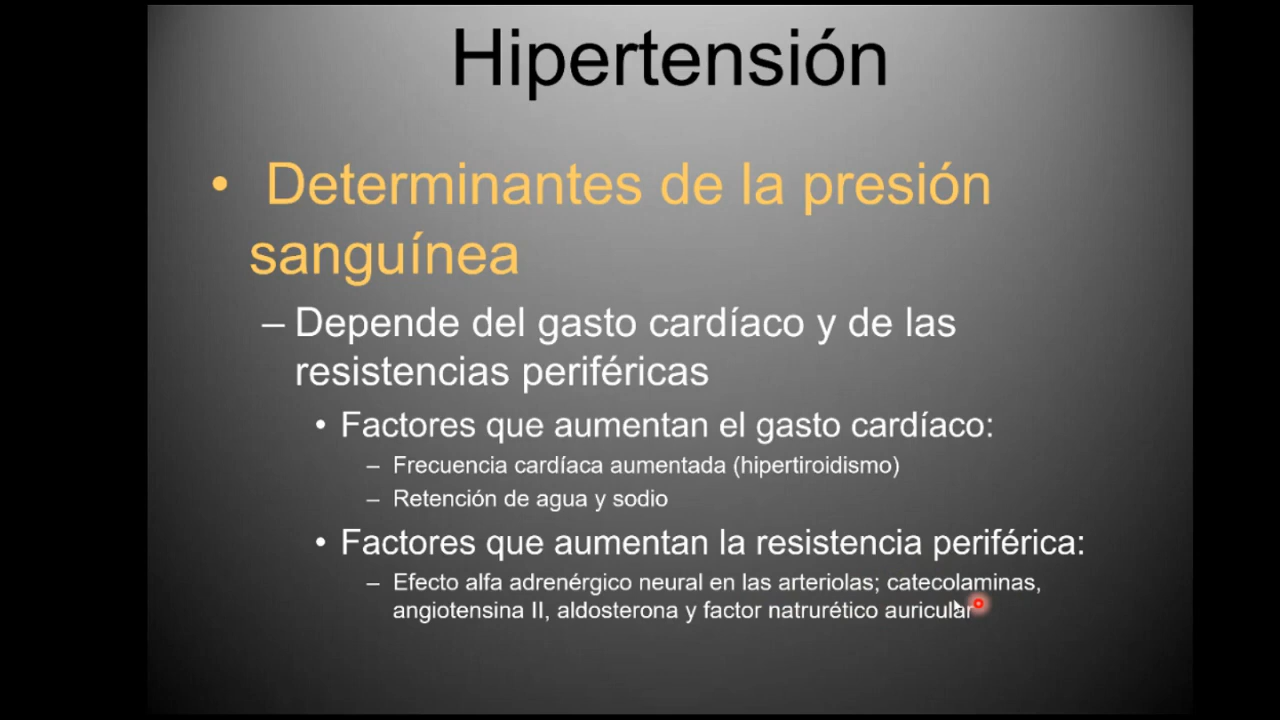 Hipertensión
• Determinantes de la presión
sanguínea
– Depende del gasto cardíaco y de las
resistencias periféricas
• Factores que aumentan el gasto cardíaco:
– Frecuencia cardíaca aumentada (hipertiroidismo)
– Retención de agua y sodio
• Factores que aumentan la resistencia periférica:
– Efecto alfa adrenérgico neural en las arteriolas; catecolaminas,
angiotensina II, aldosterona y factor natrurético auricular